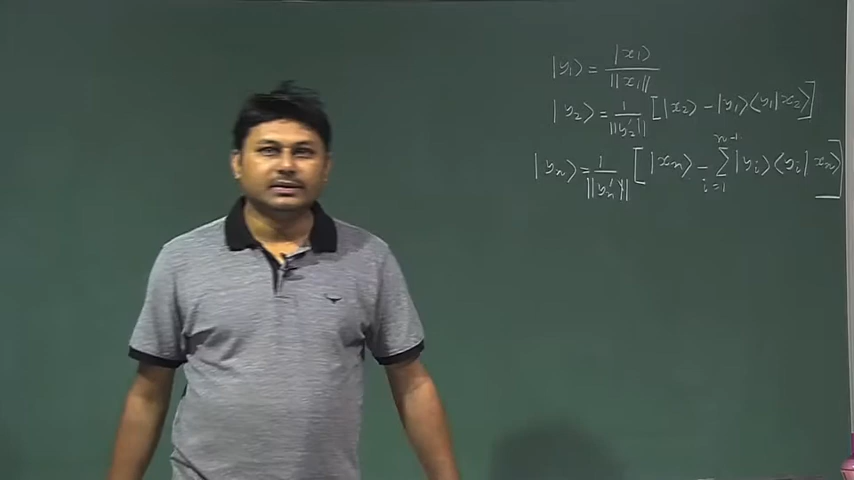 |y₁⟩ = |x₁⟩ / ||x₁||
|y₂⟩ = 1/||y₂'|| [ |x₂⟩ - |y₁⟩⟨y₁|x₂⟩ ]
|yₙ⟩ = 1/||yₙ'|| [ |xₙ⟩ - ∑_{i=1}^{n-1} |yᵢ⟩⟨yᵢ|xₙ⟩ ]